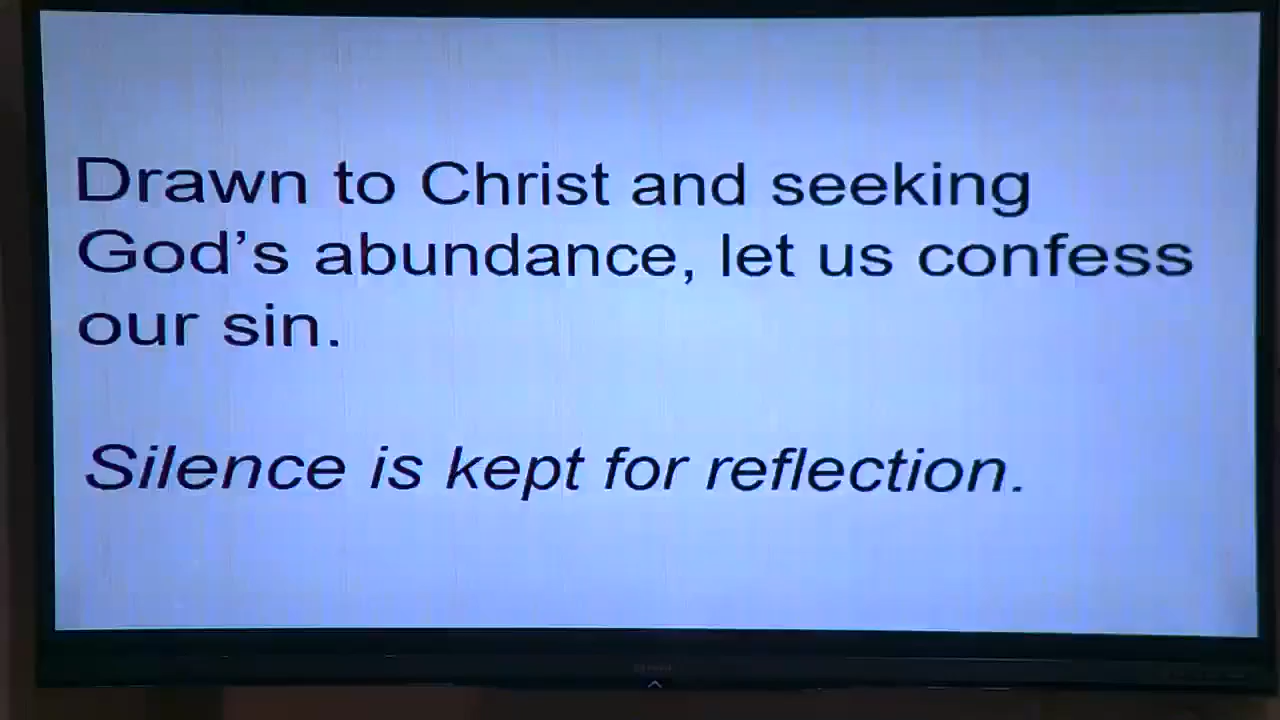 Drawn to Christ and seeking
God’s abundance, let us confess
our sin.
Silence is kept for reflection.